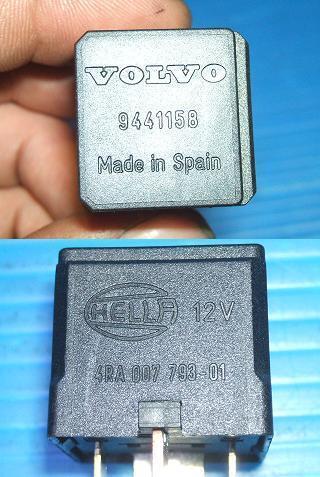 VOLVO
9441158
Made in Spain
HELLA 12V
4RA 007 793-01